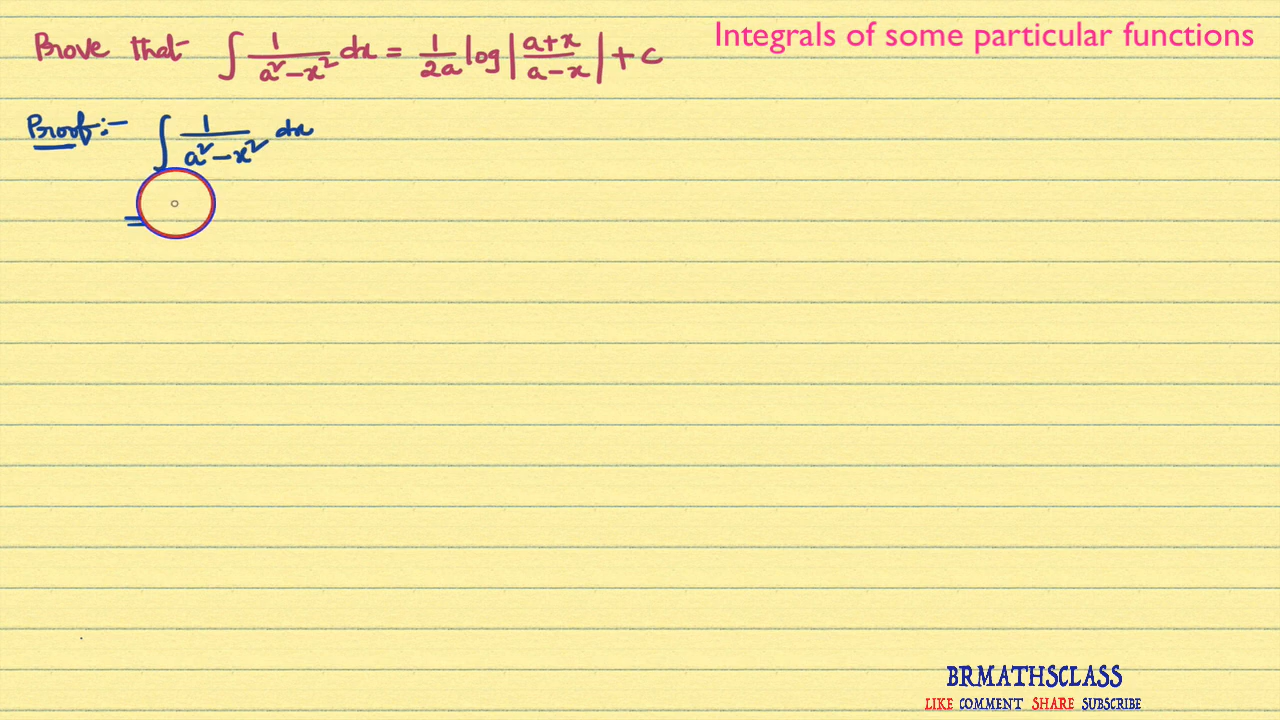 Integrals of some particular functions
Prove that ∫ 1/(a²−x²) dx = 1/2a log|(a+x)/(a−x)| + c
Proof:- ∫ 1/(a²−x²) dx
=
BRMATHSCLASS
LIKE COMMENT SHARE SUBSCRIBE